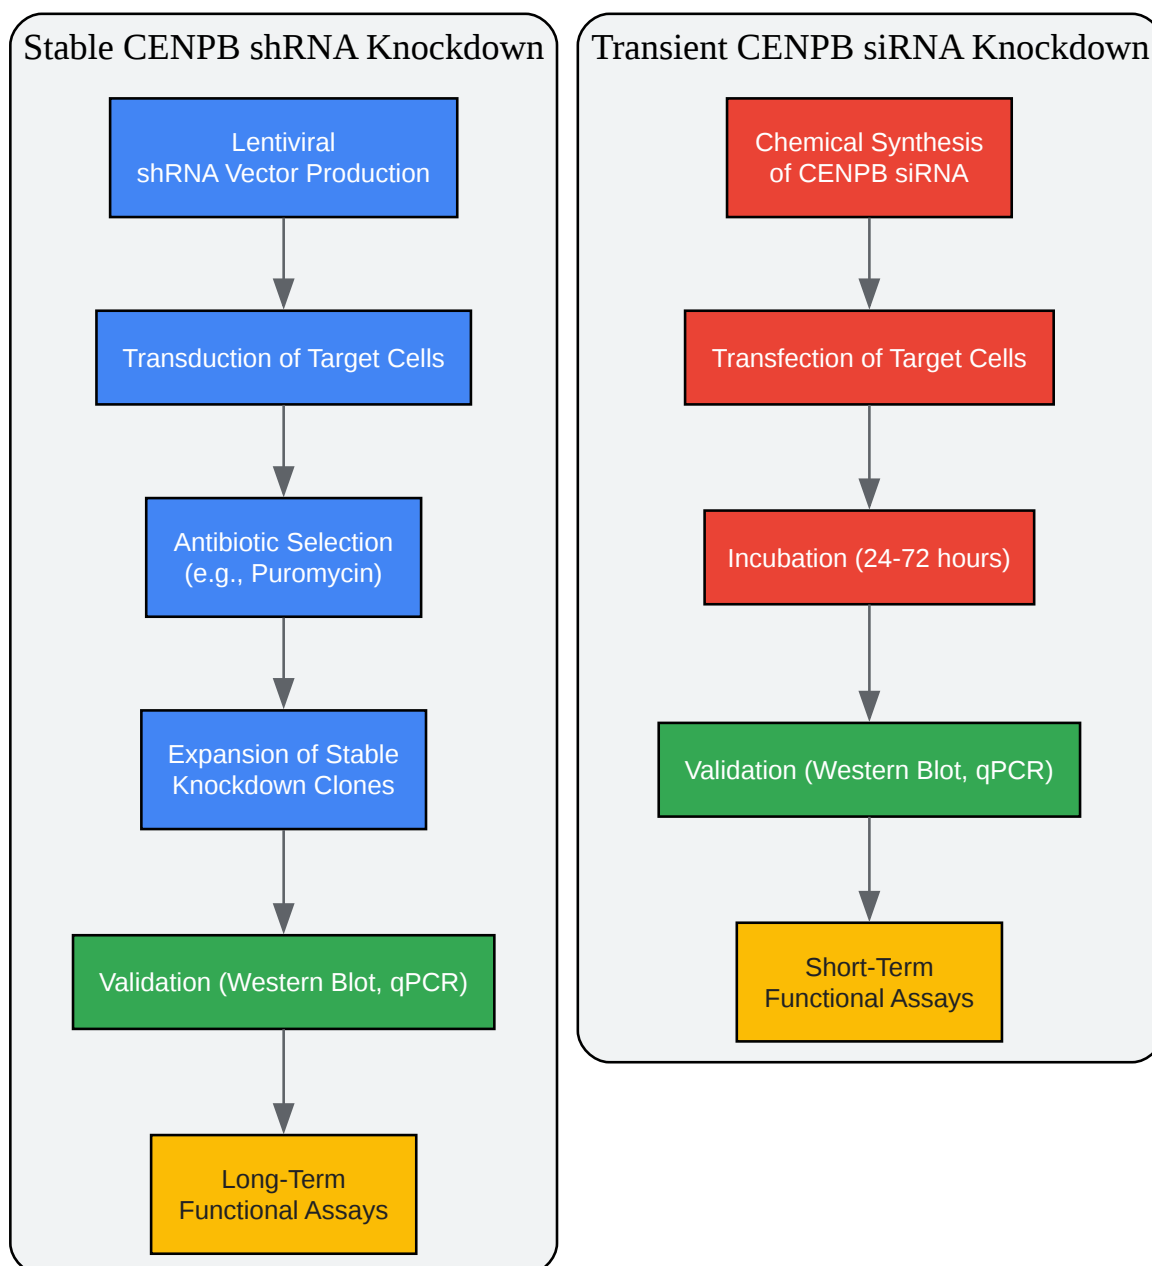 Stable CENPB shRNA Knockdown
Lentiviral
shRNA Vector Production
Transduction of Target Cells
Antibiotic Selection
(e.g., Puromycin)
Expansion of Stable
Knockdown Clones
Validation (Western Blot, qPCR)
Long-Term
Functional Assays
Transient CENPB siRNA Knockdown
Chemical Synthesis
of CENPB siRNA
Transfection of Target Cells
Incubation (24-72 hours)
Validation (Western Blot, qPCR)
Short-Term
Functional Assays